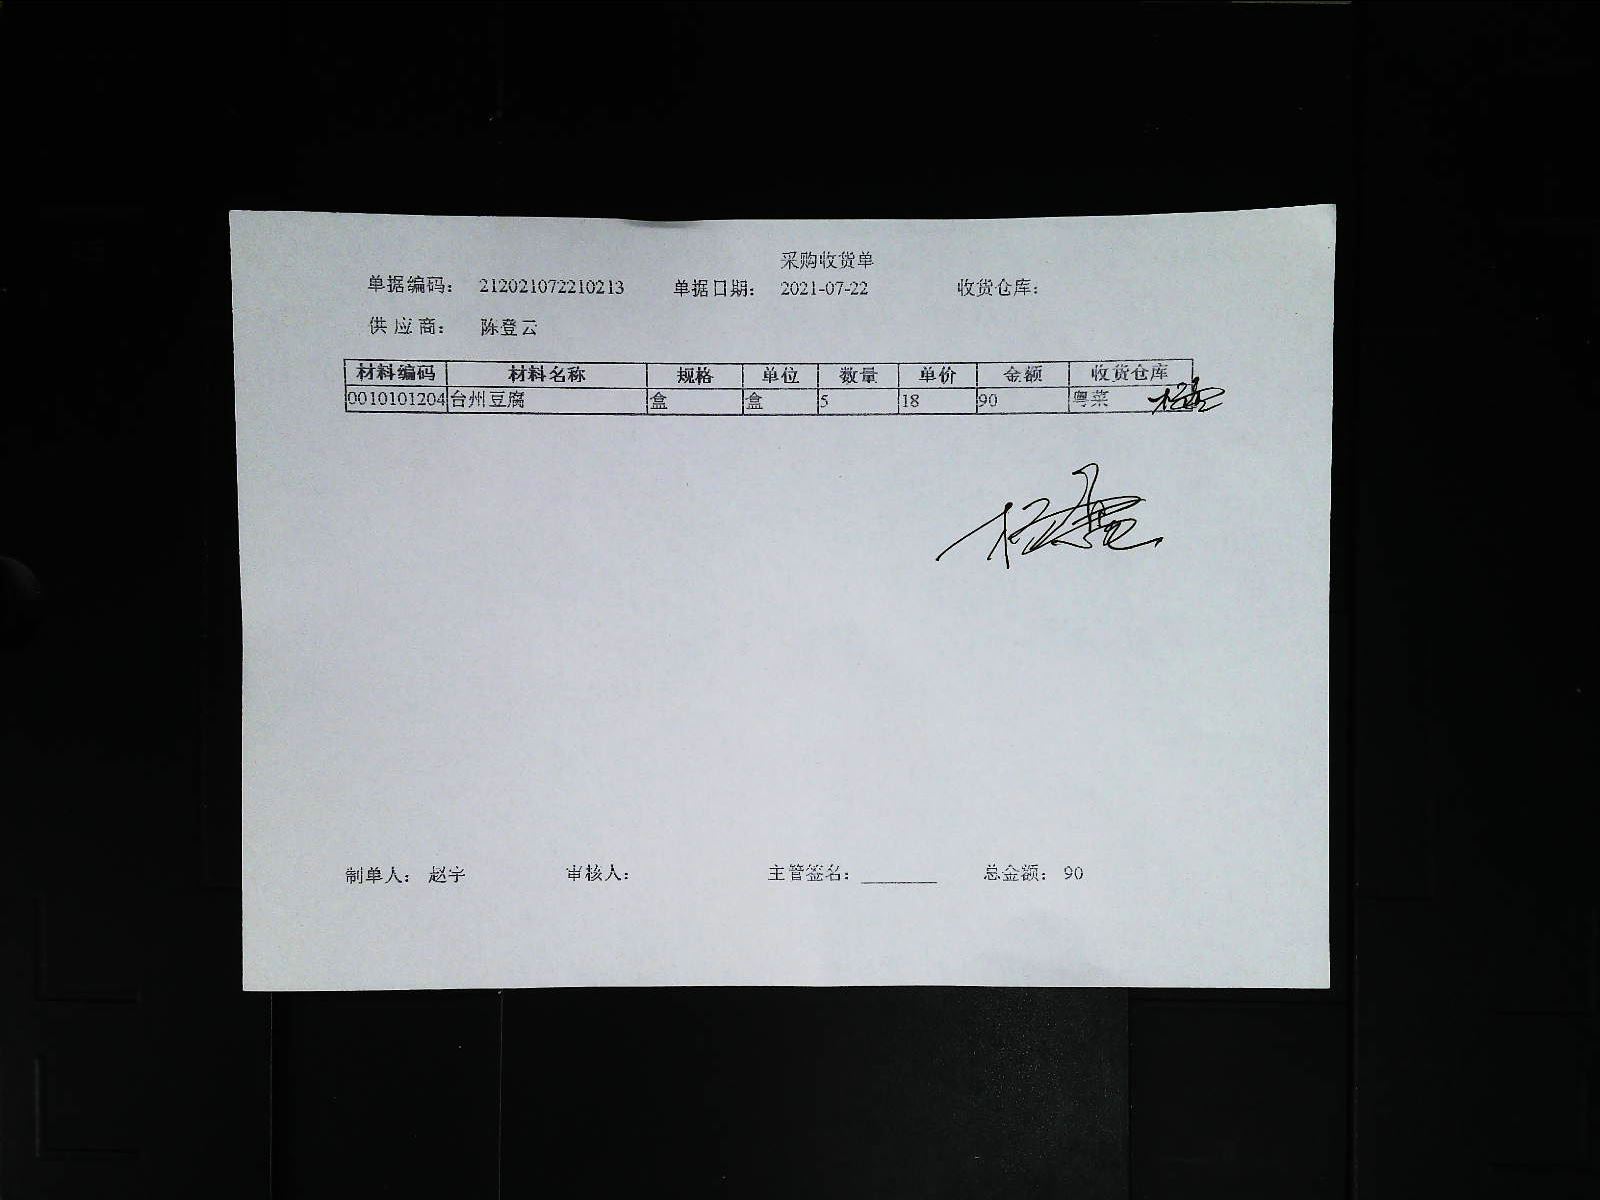 采购收货单
单据编码： 212021072210213 单据日期： 2021-07-22 收货仓库：
供应商： 陈登云
材料编码 材料名称 规格 单位 数量 单价 金额 收货仓库
0010101204 台州豆腐 盒 盒 5 18 90 粤菜
制单人： 赵宇 审核人： 主管签名： 总金额： 90